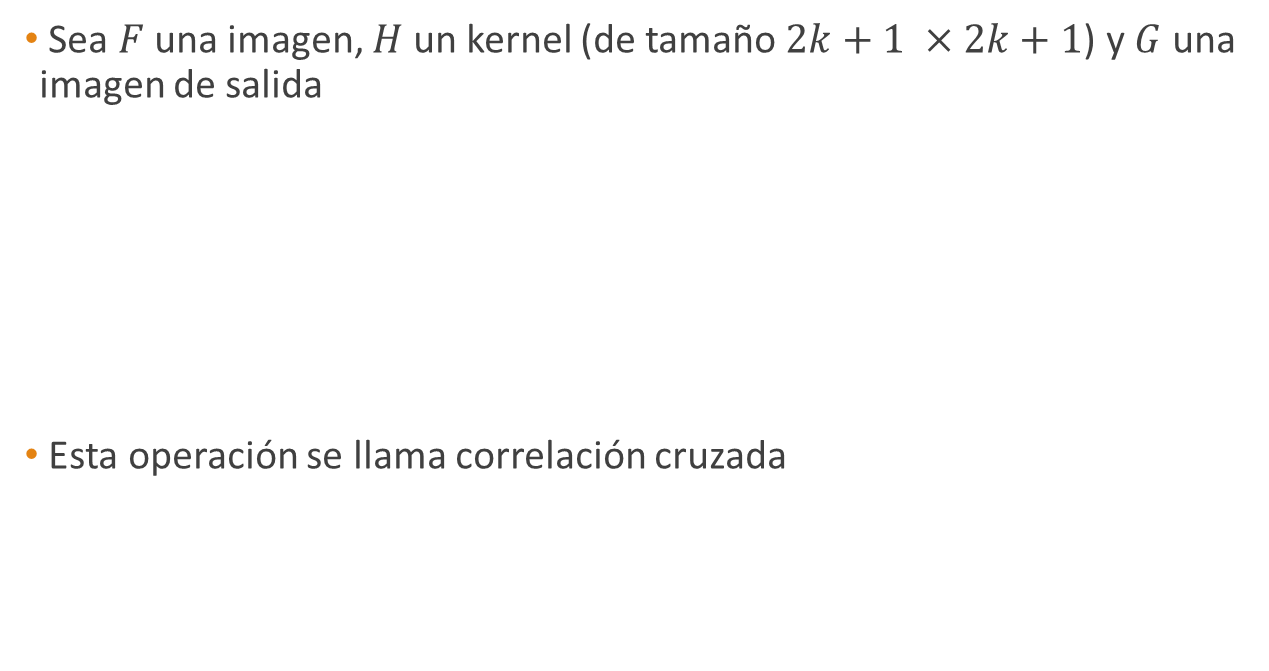 • Sea F una imagen, H un kernel (de tamaño 2k + 1 × 2k + 1) y G una
imagen de salida
• Esta operación se llama correlación cruzada